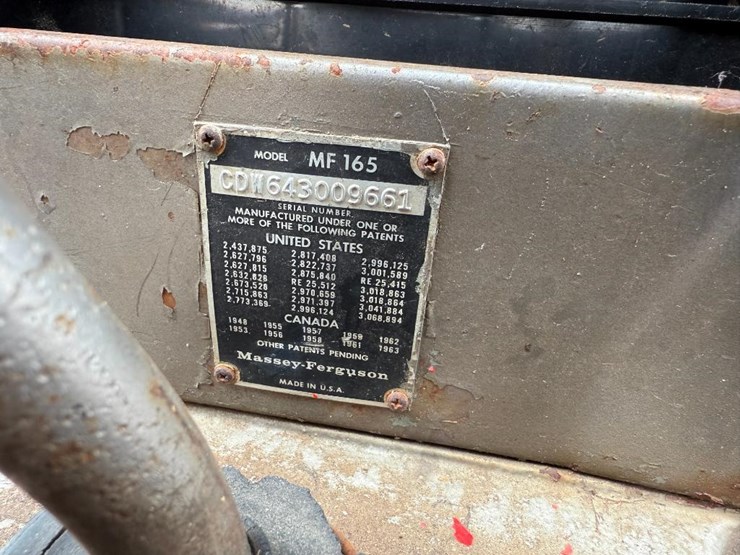 MODEL MF 165
CDW643009661
SERIAL NUMBER
MANUFACTURED UNDER ONE OR
MORE OF THE FOLLOWING PATENTS
UNITED STATES
2,437,875 2,817,408 2,996,125
2,627,796 2,822,737 3,001,589
2,627,815 2,875,840 RE 25,415
2,632,828 RE 25,512 3,018,863
2,673,528 2,970,659 3,018,864
2,715,863 2,971,397 3,041,884
2,773,369 2,996,124 3,068,894
CANADA
1948 1955 1957 1959 1962
1953 1956 1958 1961 1963
OTHER PATENTS PENDING
Massey-Ferguson
MADE IN U.S.A.